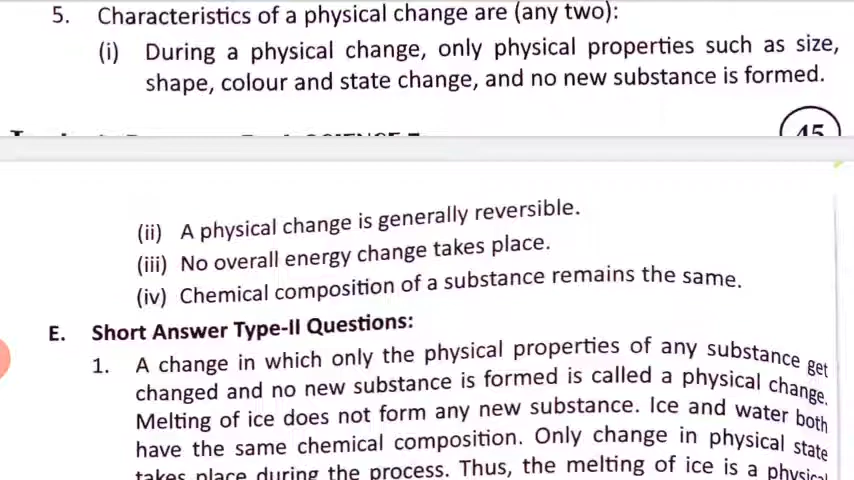 5. Characteristics of a physical change are (any two):
(i) During a physical change, only physical properties such as size,
shape, colour and state change, and no new substance is formed.
45
(ii) A physical change is generally reversible.
(iii) No overall energy change takes place.
(iv) Chemical composition of a substance remains the same.
E. Short Answer Type-II Questions:
1. A change in which only the physical properties of any substance get
changed and no new substance is formed is called a physical change.
Melting of ice does not form any new substance. Ice and water both
have the same chemical composition. Only change in physical state
takes place during the process. Thus, the melting of ice is a physical